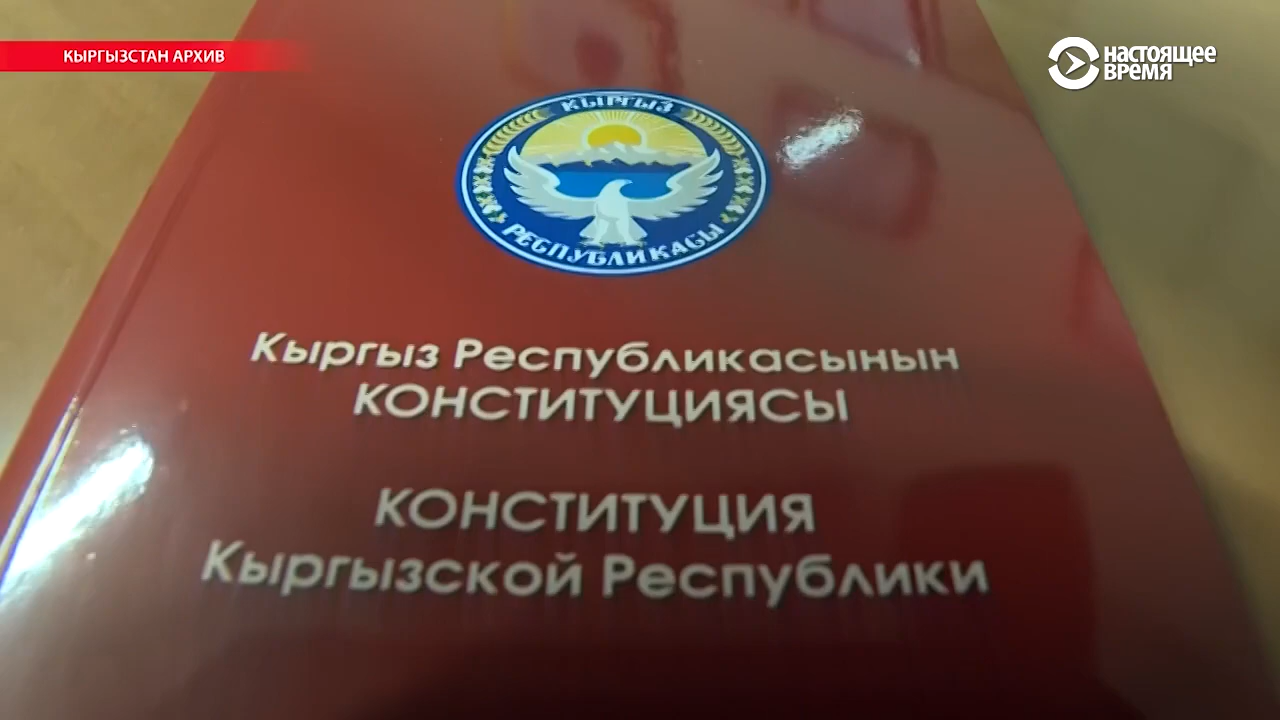 КЫРГЫЗСТАН АРХИВ
НАСТОЯЩЕЕ
ВРЕМЯ
КЫРГЫЗ
РЕСПУБЛИКАСЫ
Кыргыз Республикасынын
КОНСТИТУЦИЯСЫ
КОНСТИТУЦИЯ
Кыргызской Республики